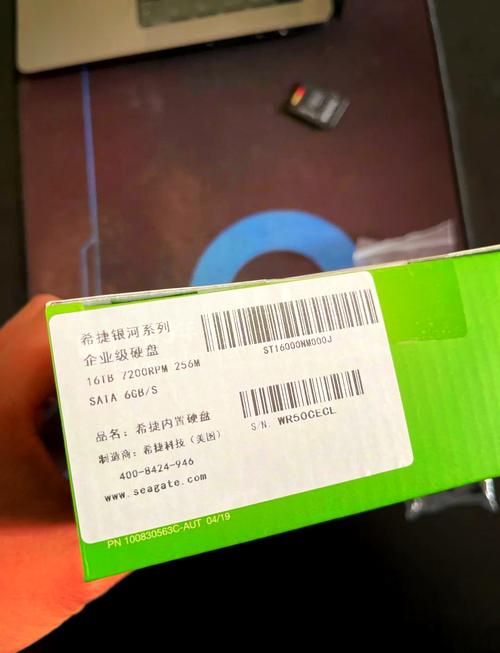 希捷银河系列
企业级硬盘
16TB 7200RPM 256M
SATA 6GB/S
ST16000NM000J
品名：希捷内置硬盘
制造商：希捷科技（美国）
400-8424-946
www.seagate.com
S/N. WR50CECL
PN 100830563C-AUT 04/19